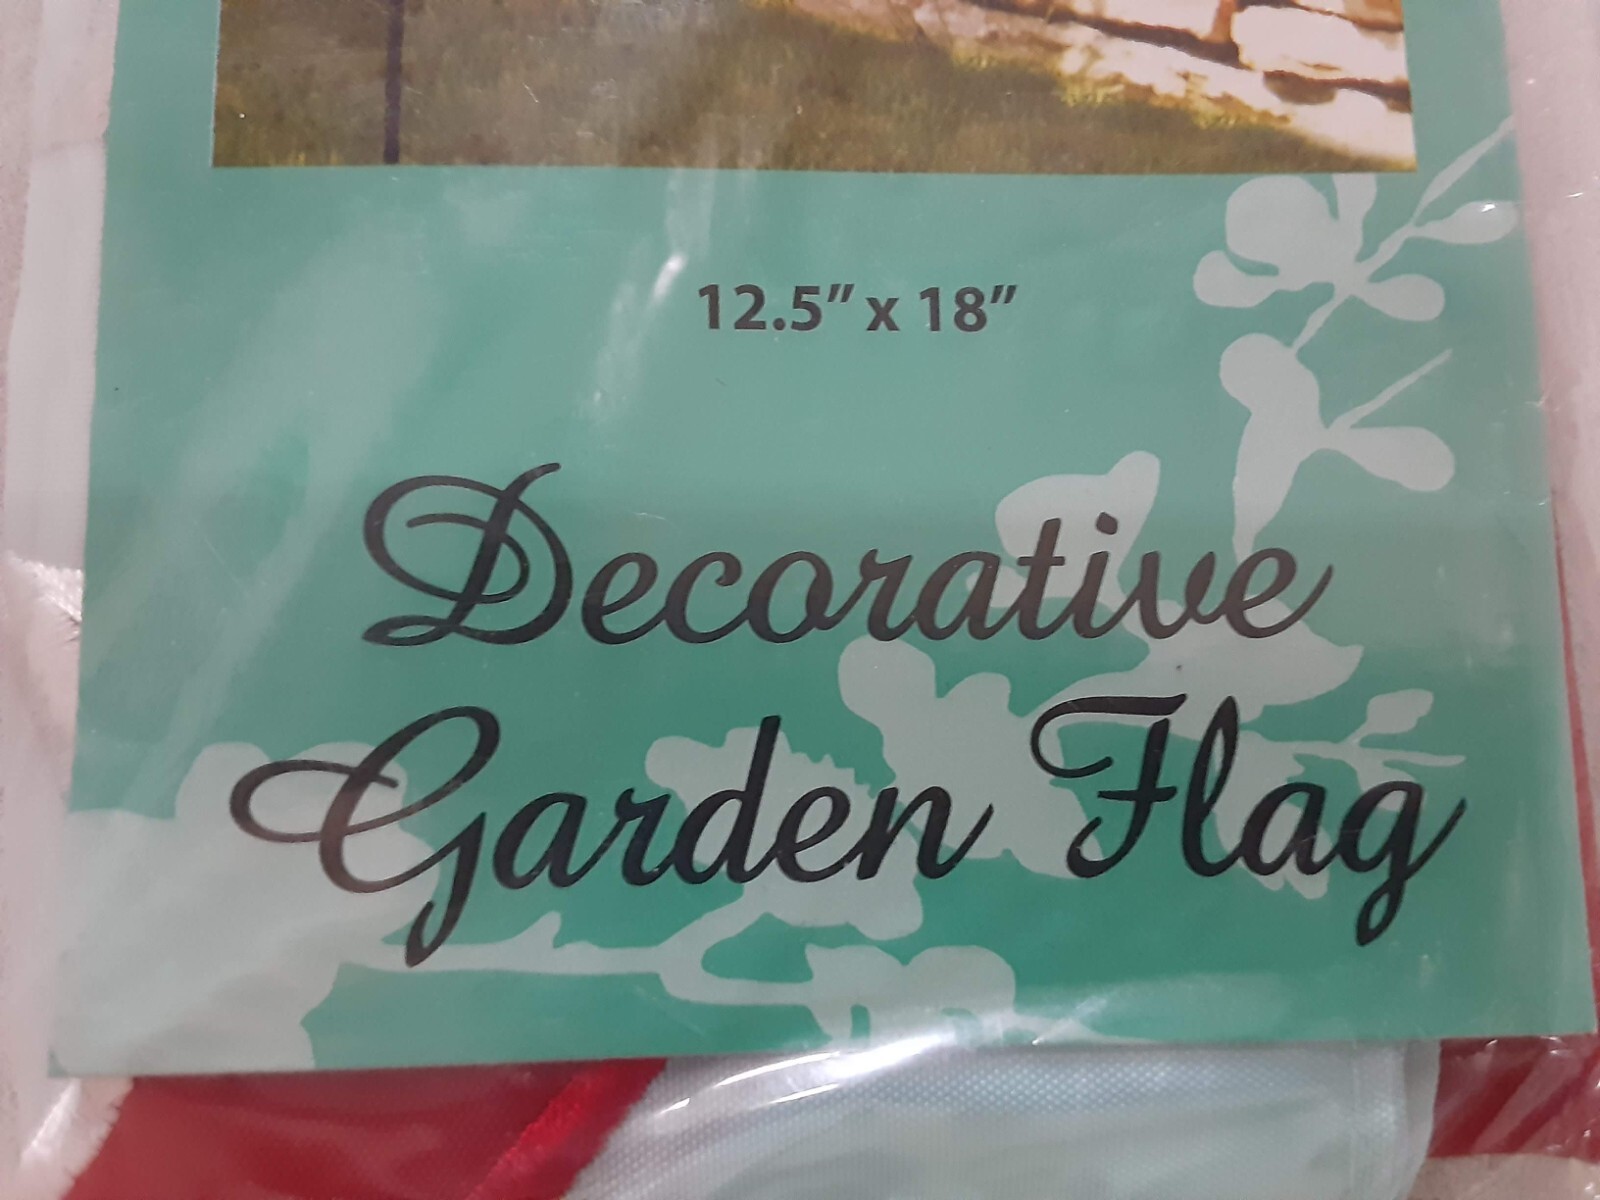 12.5” x 18”
Decorative
Garden Flag